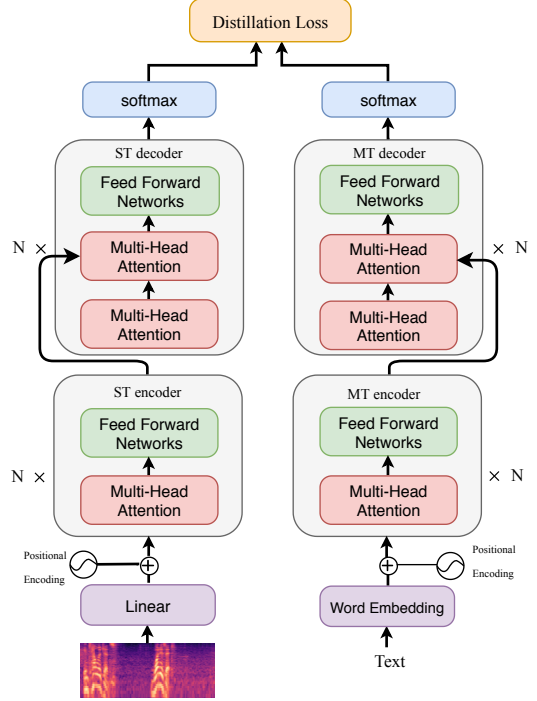 Distillation Loss
softmax
softmax
ST decoder
Feed Forward
Networks
N ×
Multi-Head
Attention
Multi-Head
Attention
MT decoder
Feed Forward
Networks
Multi-Head
Attention
× N
Multi-Head
Attention
ST encoder
Feed Forward
Networks
N ×
Multi-Head
Attention
MT encoder
Feed Forward
Networks
Multi-Head
Attention
× N
Positional
Encoding
Positional
Encoding
Linear
Word Embedding
Text